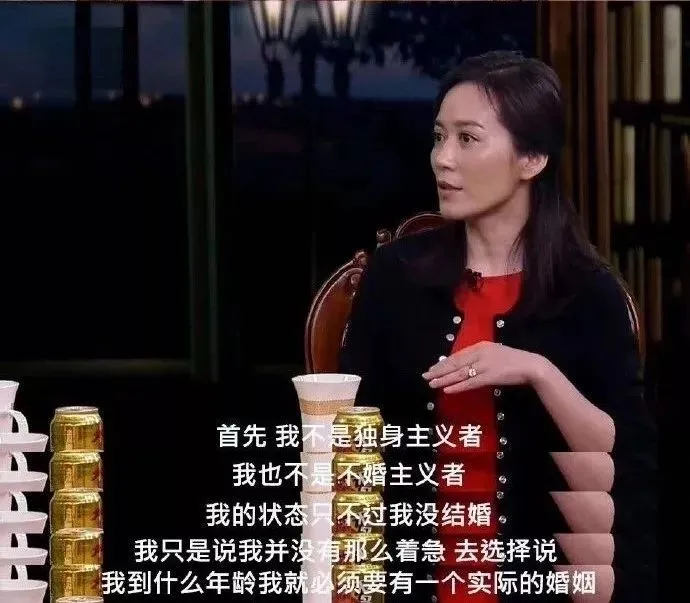 首先 我不是独身主义者
我也不是不婚主义者
我的状态只不过我没结婚
我只是说我并没有那么着急 去选择说
我到什么年龄我就必须要有一个实际的婚姻